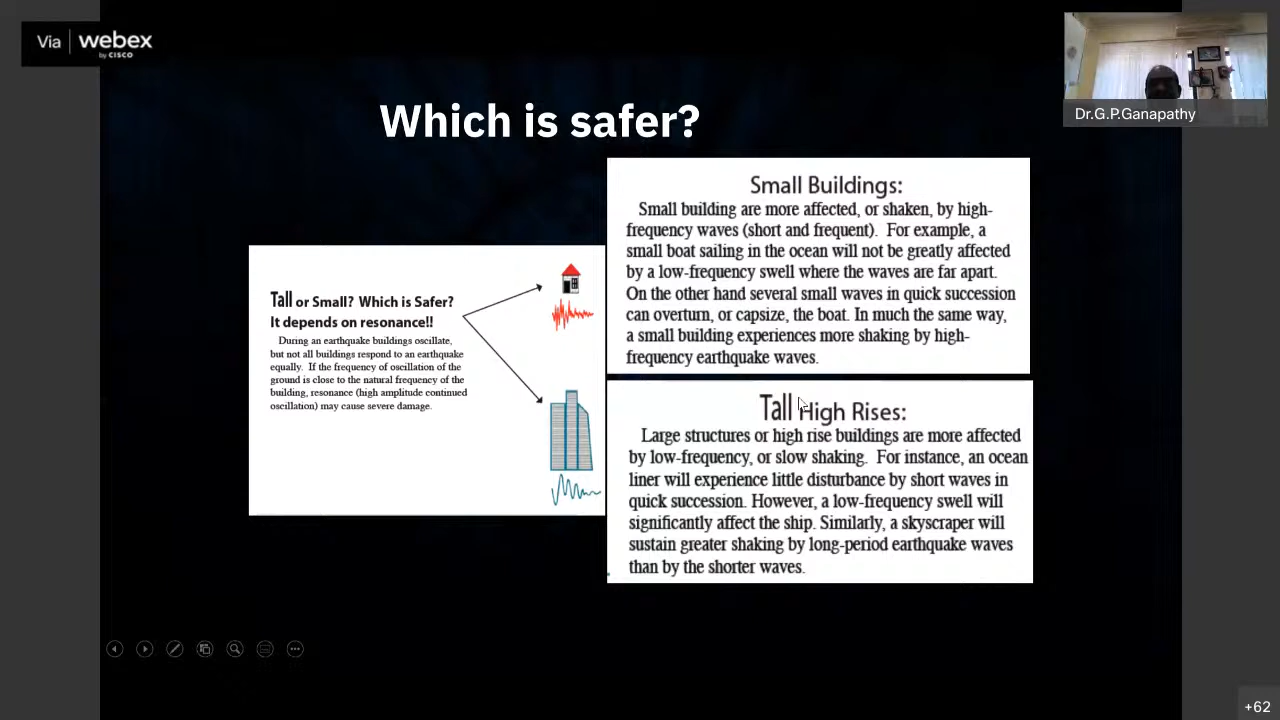 Via webex
by CISCO
Dr.G.P.Ganapathy
Which is safer?
Tall or Small? Which is Safer?
It depends on resonance!!
During an earthquake buildings oscillate,
but not all buildings respond to an earthquake
equally. If the frequency of oscillation of the
ground is close to the natural frequency of the
building, resonance (high amplitude continued
oscillation) may cause severe damage.
Small Buildings:
Small building are more affected, or shaken, by high-
frequency waves (short and frequent). For example, a
small boat sailing in the ocean will not be greatly affected
by a low-frequency swell where the waves are far apart.
On the other hand several small waves in quick succession
can overturn, or capsize, the boat. In much the same way,
a small building experiences more shaking by high-
frequency earthquake waves.
Tall High Rises:
Large structures or high rise buildings are more affected
by low-frequency, or slow shaking. For instance, an ocean
liner will experience little disturbance by short waves in
quick succession. However, a low-frequency swell will
significantly affect the ship. Similarly, a skyscraper will
sustain greater shaking by long-period earthquake waves
than by the shorter waves.
+62